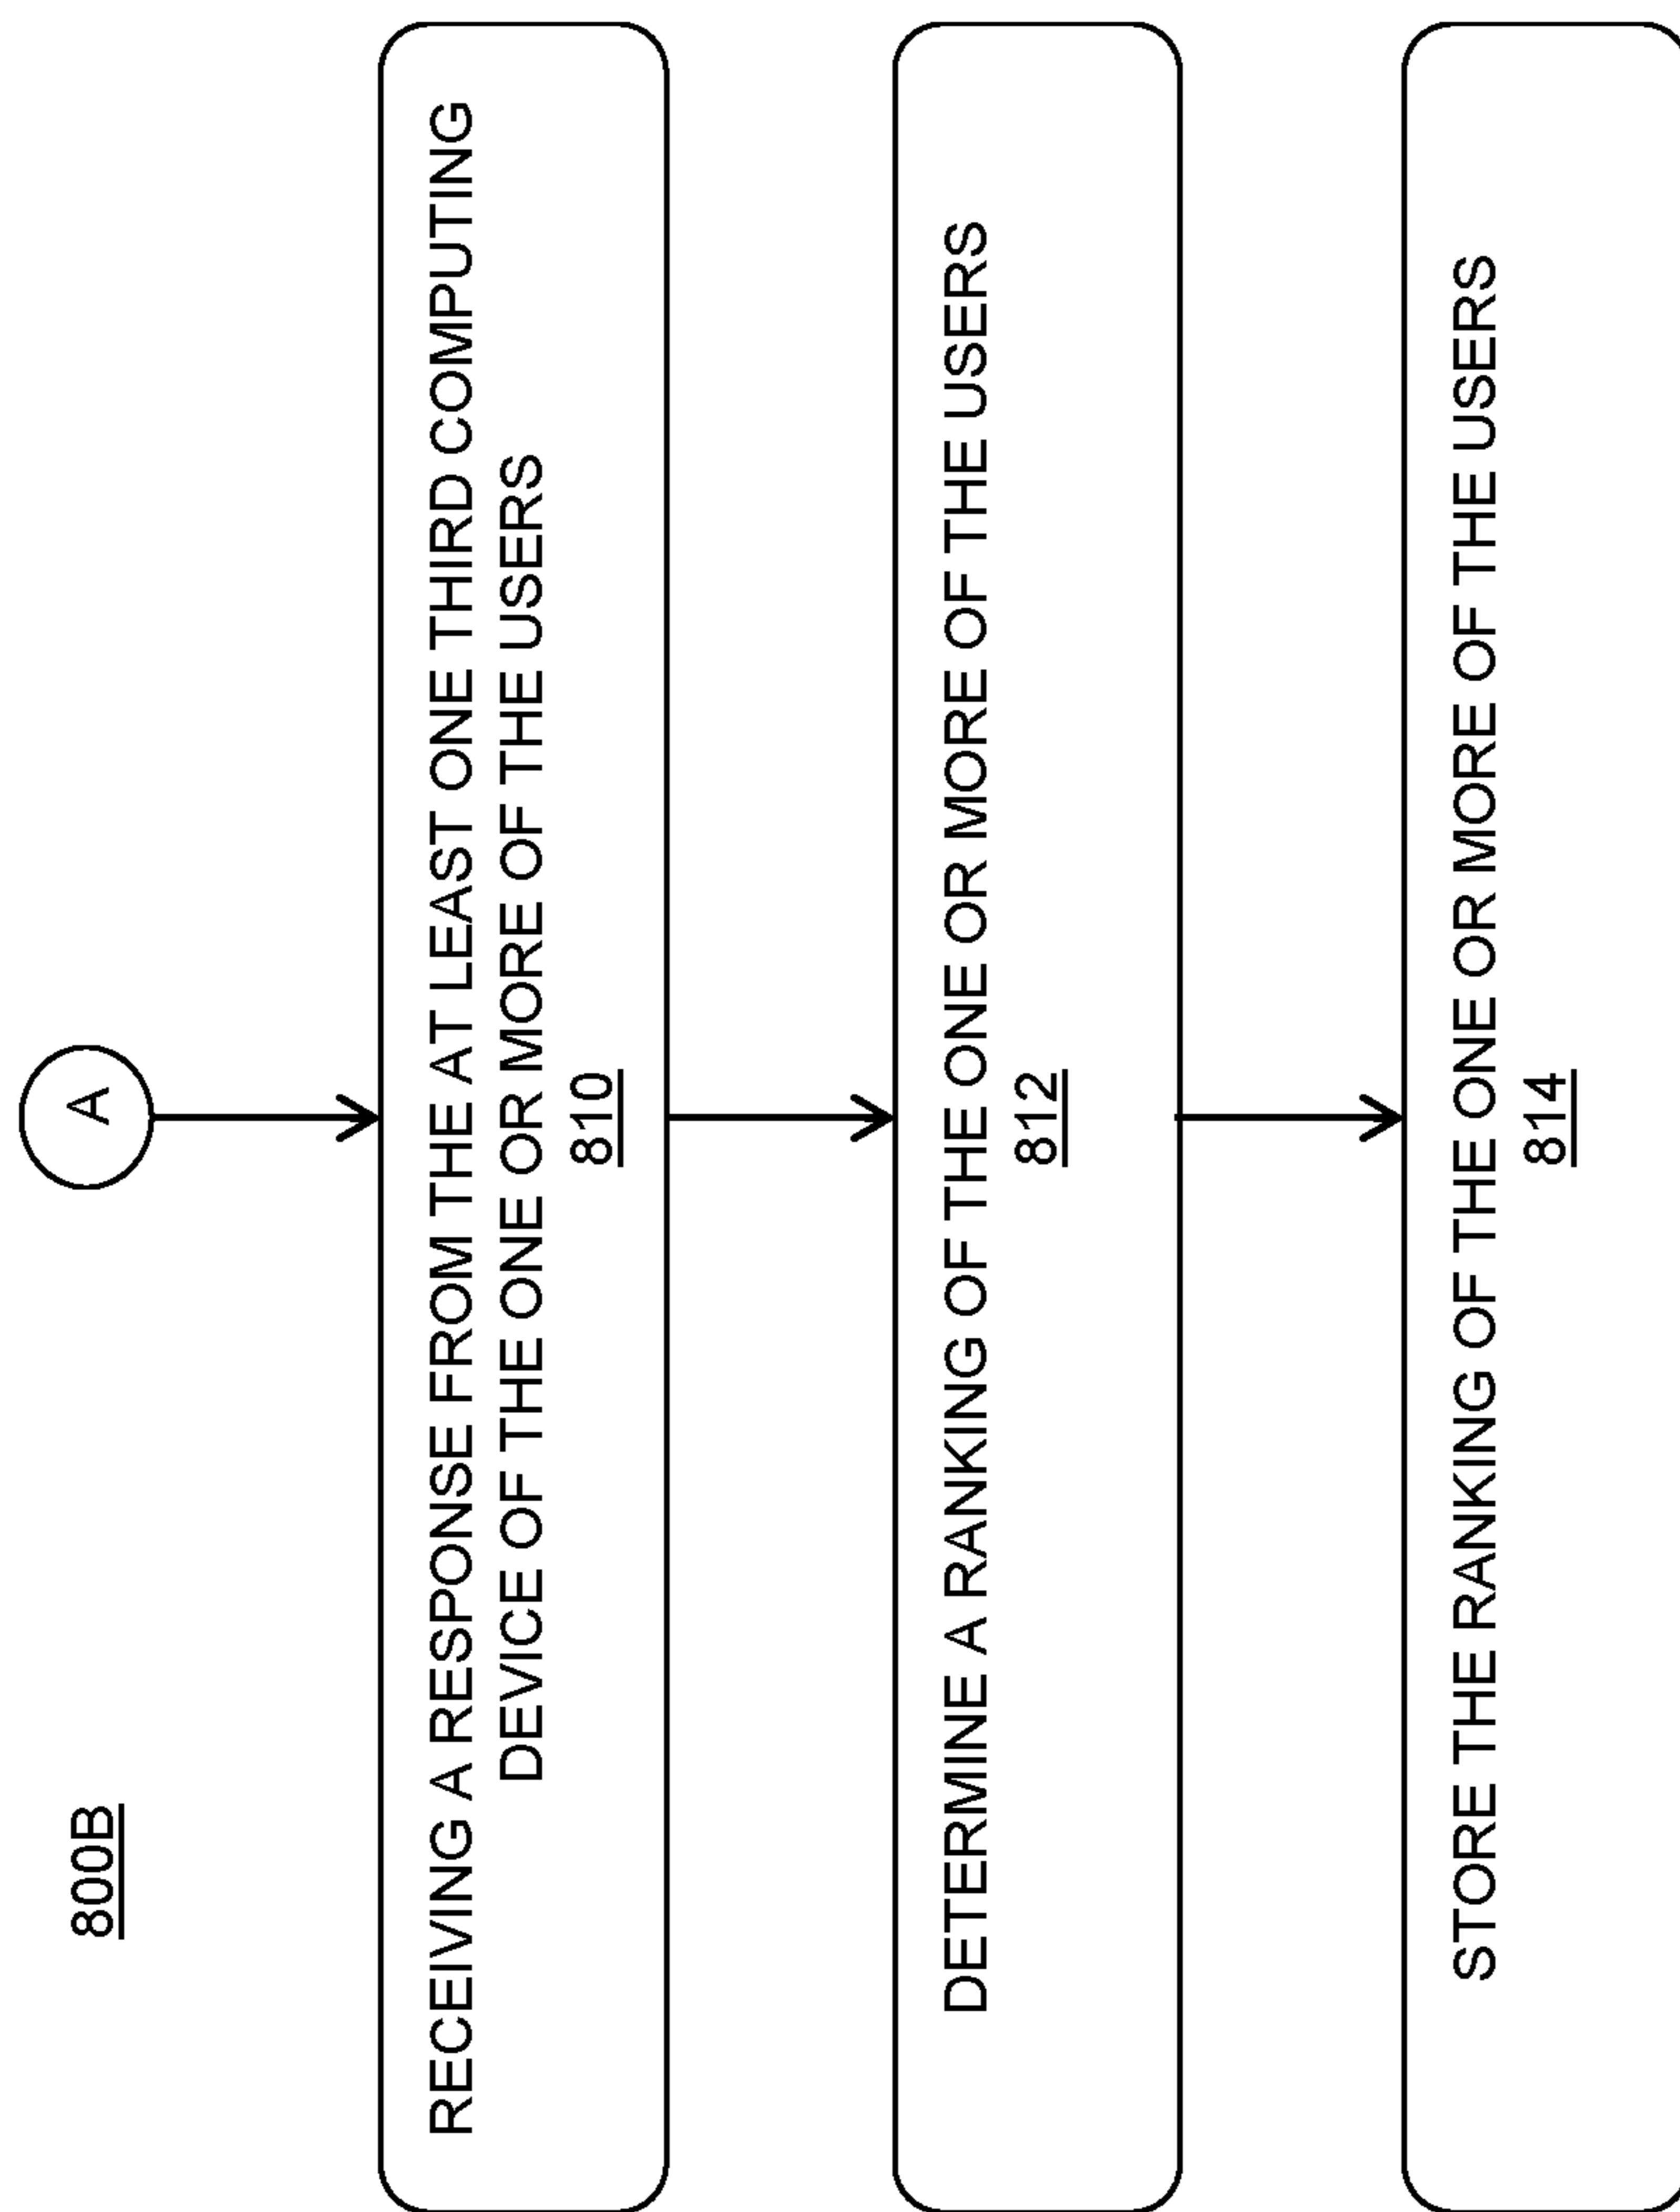 800B
A
RECEIVING A RESPONSE FROM THE AT LEAST ONE THIRD COMPUTING
DEVICE OF THE ONE OR MORE OF THE USERS
810
DETERMINE A RANKING OF THE ONE OR MORE OF THE USERS
812
STORE THE RANKING OF THE ONE OR MORE OF THE USERS
814